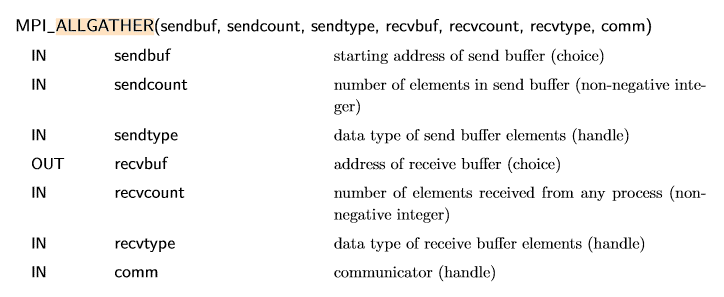 MPI_ALLGATHER(sendbuf, sendcount, sendtype, recvbuf, recvcount, recvtype, comm)
IN sendbuf starting address of send buffer (choice)
IN sendcount number of elements in send buffer (non-negative inte-
ger)
IN sendtype data type of send buffer elements (handle)
OUT recvbuf address of receive buffer (choice)
IN recvcount number of elements received from any process (non-
negative integer)
IN recvtype data type of receive buffer elements (handle)
IN comm communicator (handle)